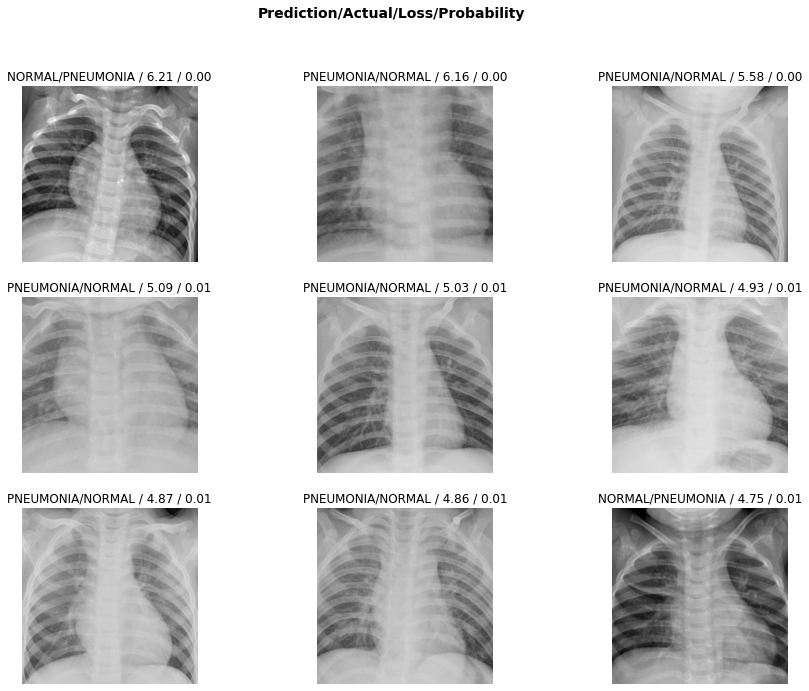 Prediction/Actual/Loss/Probability
NORMAL/PNEUMONIA / 6.21 / 0.00
PNEUMONIA/NORMAL / 6.16 / 0.00
PNEUMONIA/NORMAL / 5.58 / 0.00
PNEUMONIA/NORMAL / 5.09 / 0.01
PNEUMONIA/NORMAL / 5.03 / 0.01
PNEUMONIA/NORMAL / 4.93 / 0.01
PNEUMONIA/NORMAL / 4.87 / 0.01
PNEUMONIA/NORMAL / 4.86 / 0.01
NORMAL/PNEUMONIA / 4.75 / 0.01